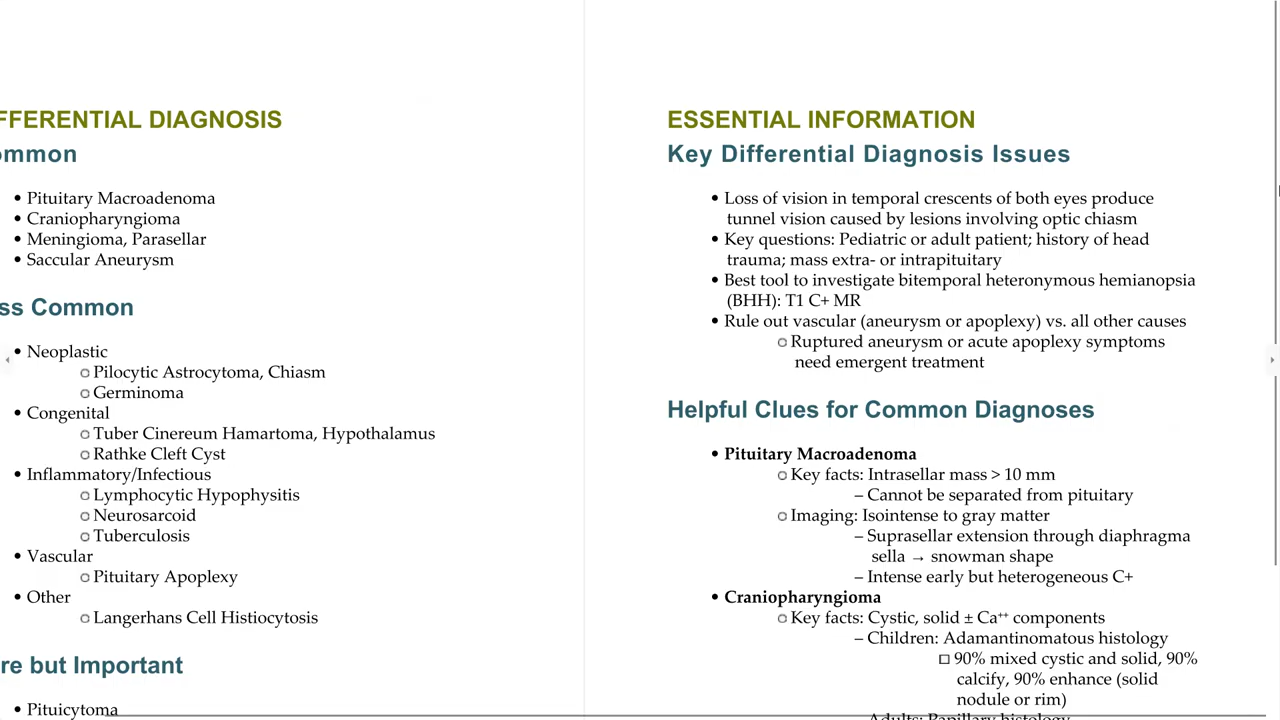 FFERENTIAL DIAGNOSIS
ommon
• Pituitary Macroadenoma
• Craniopharyngioma
• Meningioma, Parasellar
• Saccular Aneurysm
ss Common
• Neoplastic
○ Pilocytic Astrocytoma, Chiasm
○ Germinoma
• Congenital
○ Tuber Cinereum Hamartoma, Hypothalamus
○ Rathke Cleft Cyst
• Inflammatory/Infectious
○ Lymphocytic Hypophysitis
○ Neurosarcoid
○ Tuberculosis
• Vascular
○ Pituitary Apoplexy
• Other
○ Langerhans Cell Histiocytosis
re but Important
• Pituicytoma
ESSENTIAL INFORMATION
Key Differential Diagnosis Issues
• Loss of vision in temporal crescents of both eyes produce
tunnel vision caused by lesions involving optic chiasm
• Key questions: Pediatric or adult patient; history of head
trauma; mass extra- or intrapituitary
• Best tool to investigate bitemporal heteronymous hemianopsia
(BHH): T1 C+ MR
• Rule out vascular (aneurysm or apoplexy) vs. all other causes
○ Ruptured aneurysm or acute apoplexy symptoms
need emergent treatment
Helpful Clues for Common Diagnoses
• Pituitary Macroadenoma
○ Key facts: Intrasellar mass > 10 mm
– Cannot be separated from pituitary
○ Imaging: Isointense to gray matter
– Suprasellar extension through diaphragma
sella → snowman shape
– Intense early but heterogeneous C+
• Craniopharyngioma
○ Key facts: Cystic, solid ± Ca⁺⁺ components
– Children: Adamantinomatous histology
□ 90% mixed cystic and solid, 90%
calcify, 90% enhance (solid
nodule or rim)
– Adults: Papillary histology